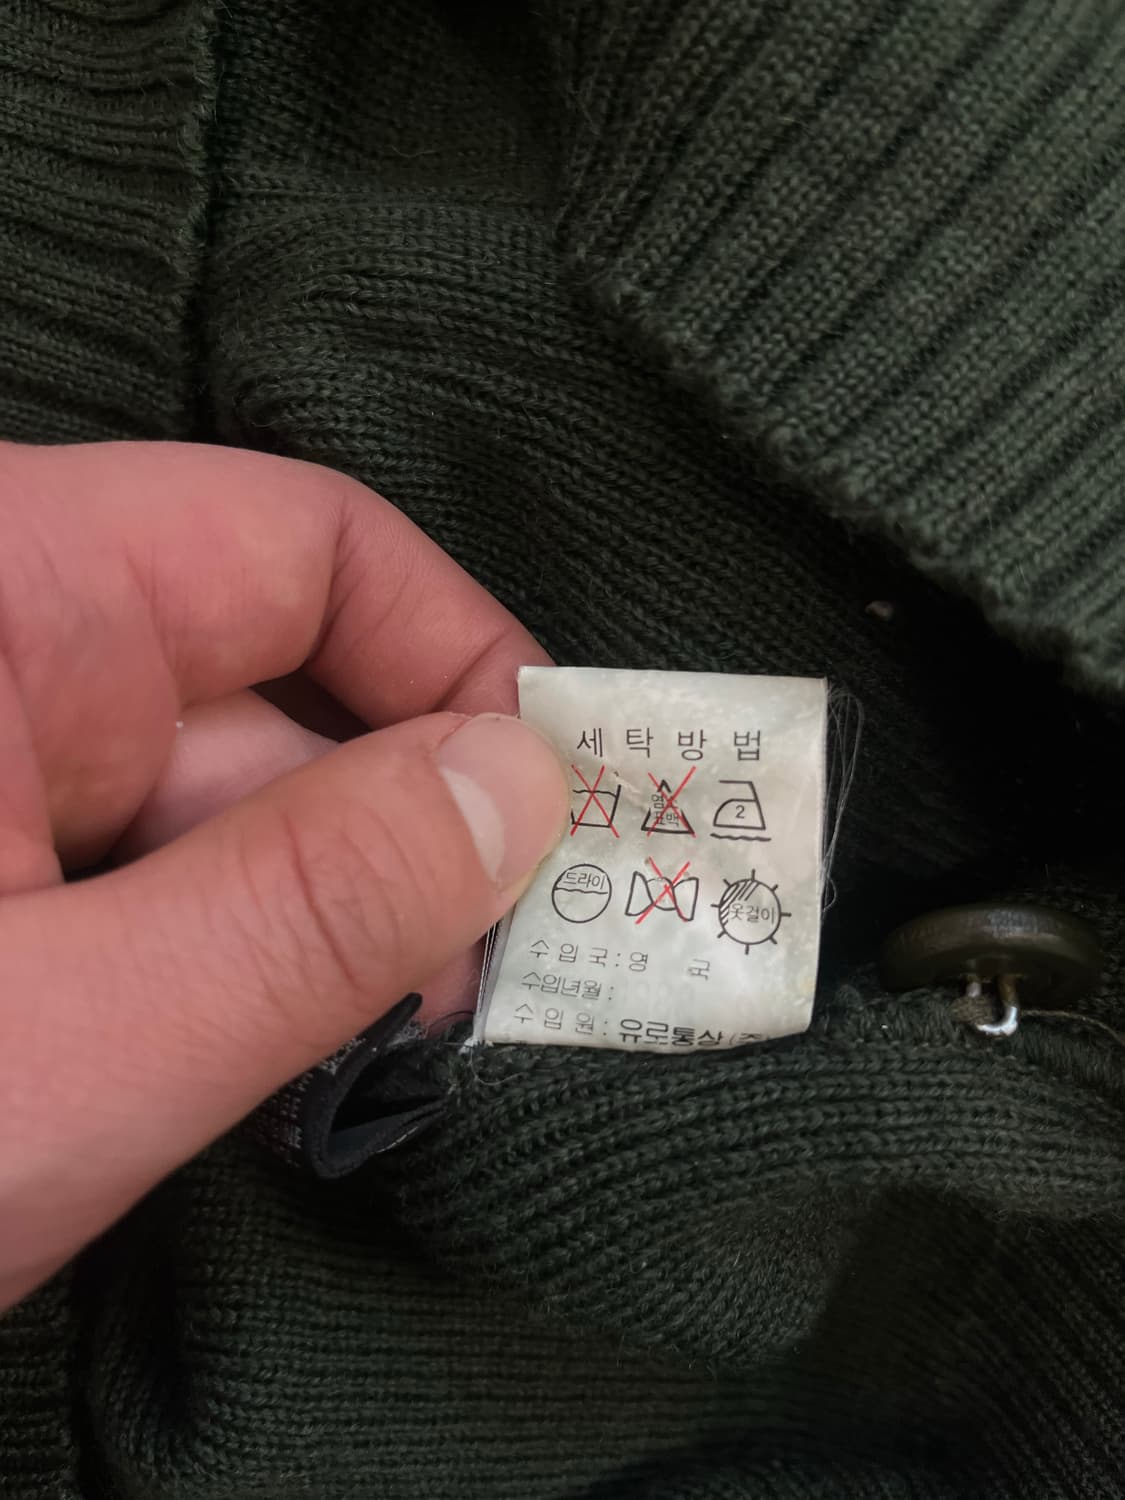 세탁방법
염소
표백
2
드라이
옷걸이
수입국: 영 국
수입년월:
수입원: 유로통상(주